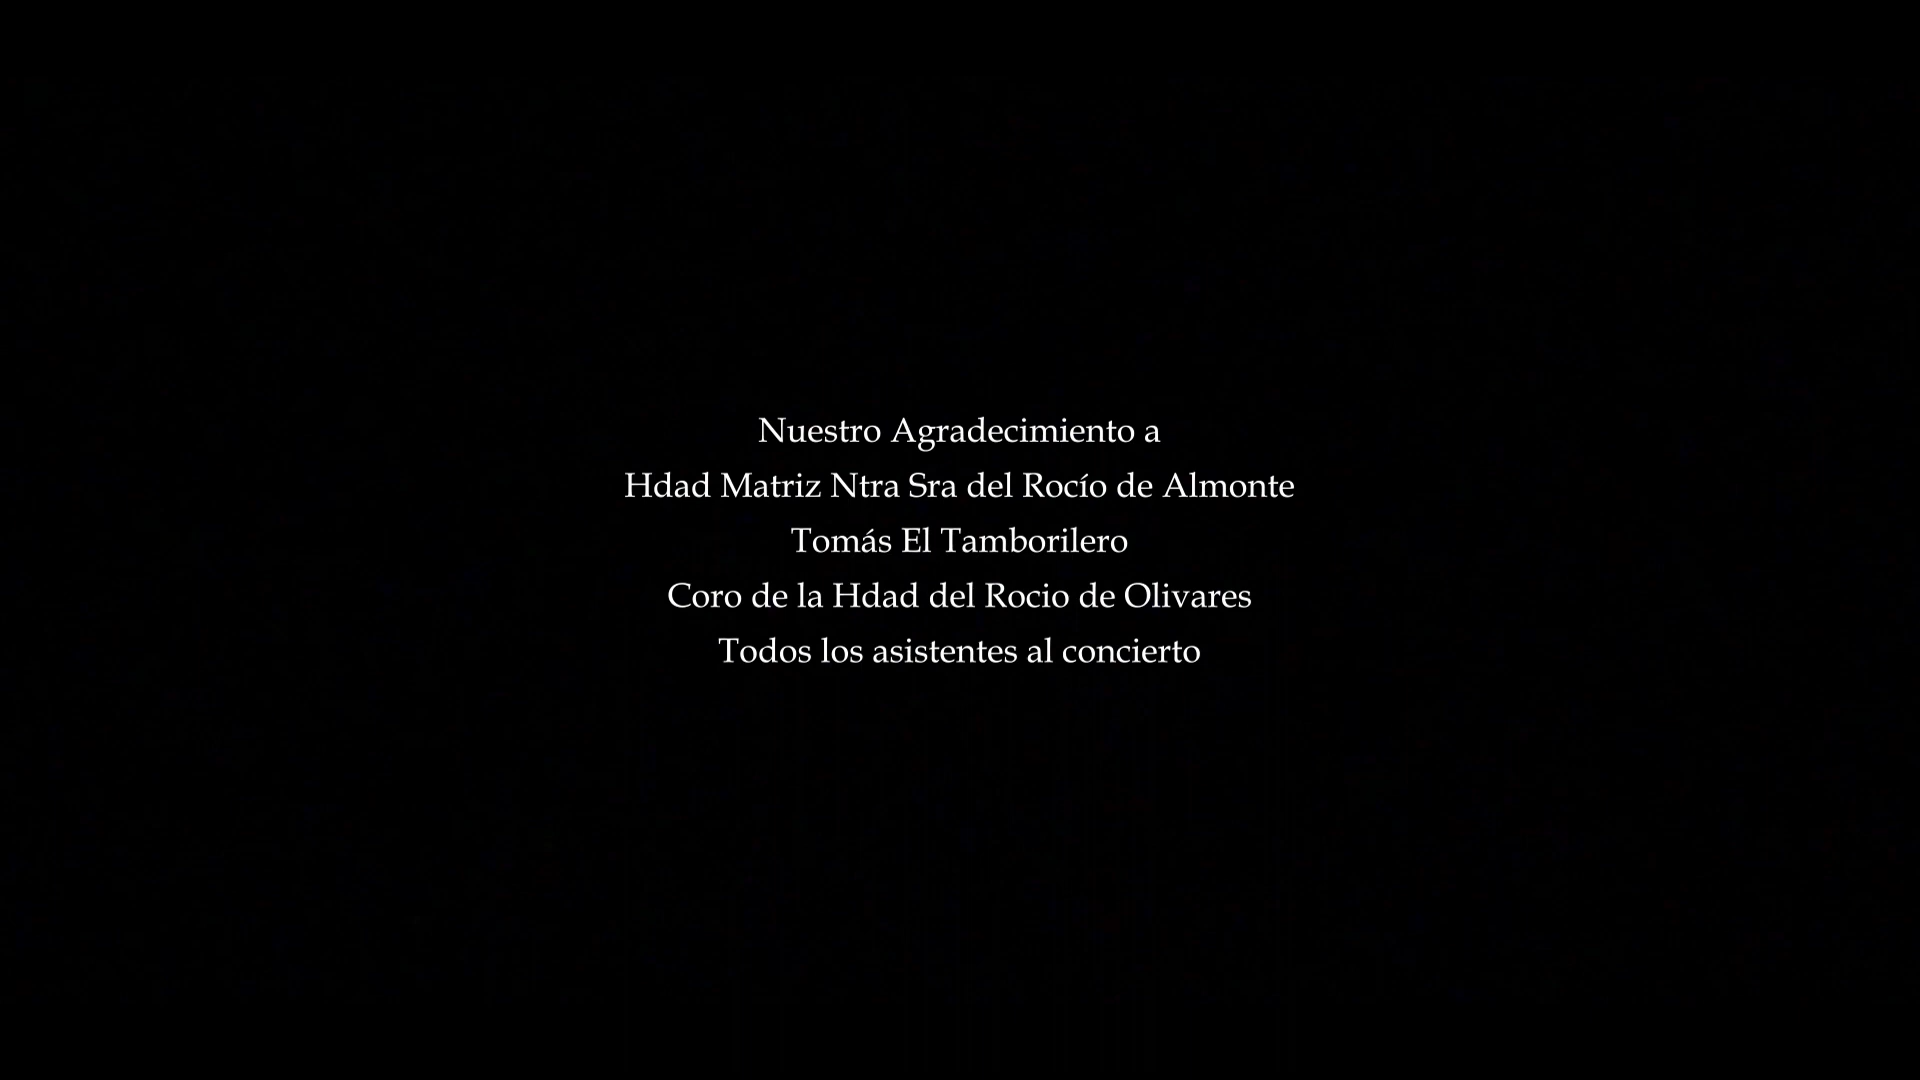 Nuestro Agradecimiento a
Hdad Matriz Ntra Sra del Rocío de Almonte
Tomás El Tamborilero
Coro de la Hdad del Rocio de Olivares
Todos los asistentes al concierto